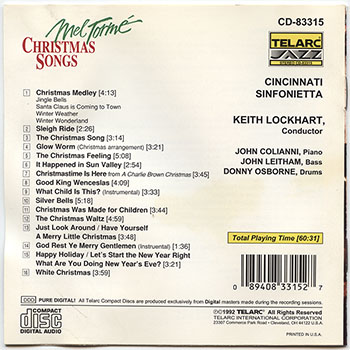 Mel Tormé
CHRISTMAS
SONGS
CD-83315
TELARC
JAZZ
CINCINNATI
SINFONIETTA
KEITH LOCKHART,
Conductor
JOHN COLIANNI, Piano
JOHN LEITHAM, Bass
DONNY OSBORNE, Drums
1 Christmas Medley [4:13]
Jingle Bells
Santa Claus is Coming to Town
Winter Weather
Winter Wonderland
2 Sleigh Ride [2:26]
3 The Christmas Song [3:14]
4 Glow Worm (Christmas arrangement) [3:21]
5 The Christmas Feeling [5:08]
6 It Happened in Sun Valley [2:54]
7 Christmastime Is Here from A Charlie Brown Christmas [3:45]
8 Good King Wenceslas [3:10]
9 What Child Is This? (Instrumental) [3:33]
10 Silver Bells [5:10]
11 Christmas Was Made for Children [3:44]
12 The Christmas Waltz [4:59]
13 Just Look Around / Have Yourself
A Merry Little Christmas [3:48]
14 God Rest Ye Merry Gentlemen (Instrumental) [1:36]
15 Happy Holiday / Let's Start the New Year Right
What Are You Doing New Year's Eve? [3:21]
16 White Christmas [3:59]
Total Playing Time [60:31]
0 89408 33152 7
DDD PURE DIGITAL! All Telarc Compact Discs are produced exclusively from Digital masters made during the recording sessions.
COMPACT
disc
DIGITAL AUDIO
©1992 TELARC®
TELARC INTERNATIONAL CORPORATION
23307 Commerce Park Road • Cleveland, OH 44122 U.S.A.
PRINTED IN U.S.A.